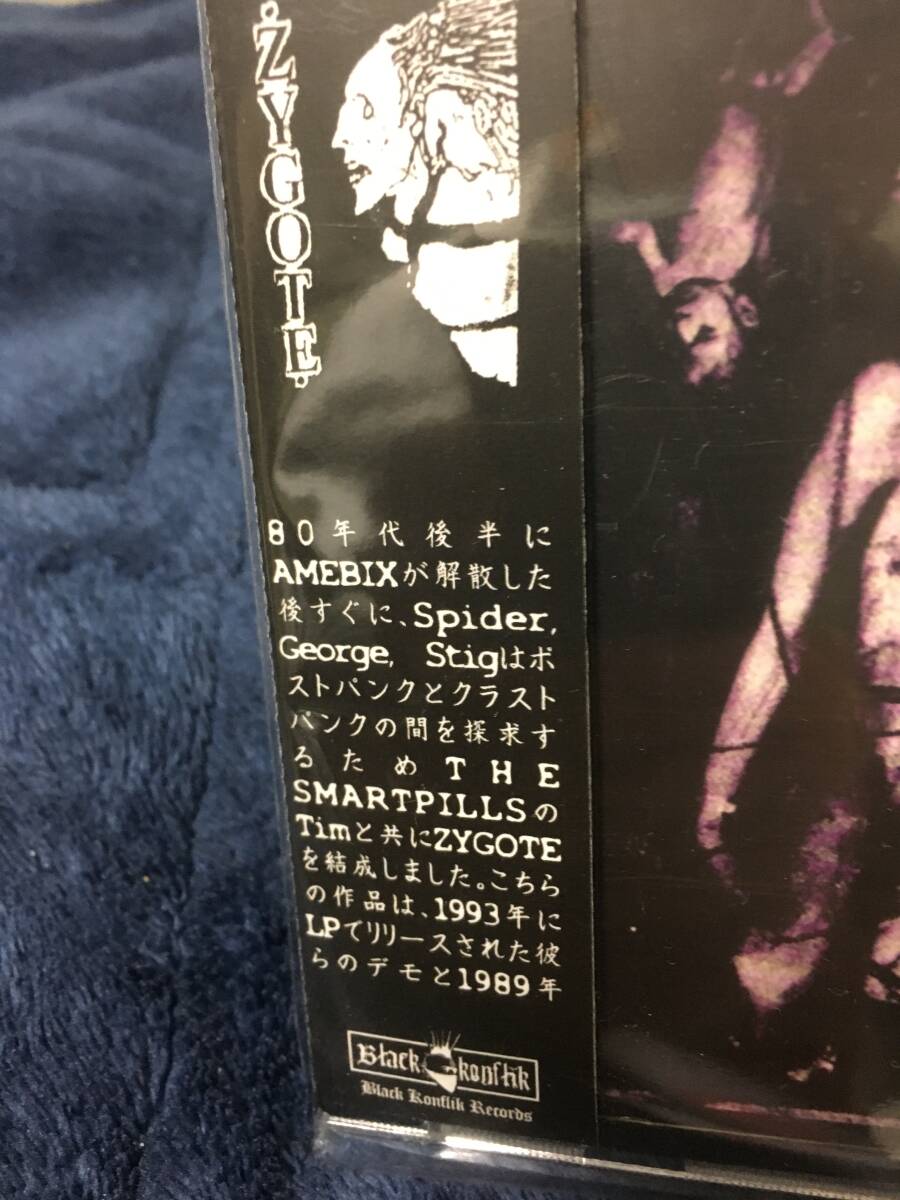 ZYGOTE
80年代後半に
AMEBIXが解散した
後すぐに、Spider,
George, Stigはポ
ストパンクとクラスト
パンクの間を探求す
るためTHE
SMARTPILLSの
Timと共にZYGOTE
を結成しました。こちら
の作品は、1993年に
LPでリリースされた彼
らのデモと1989年
Black Konflik
Black Konflik Records